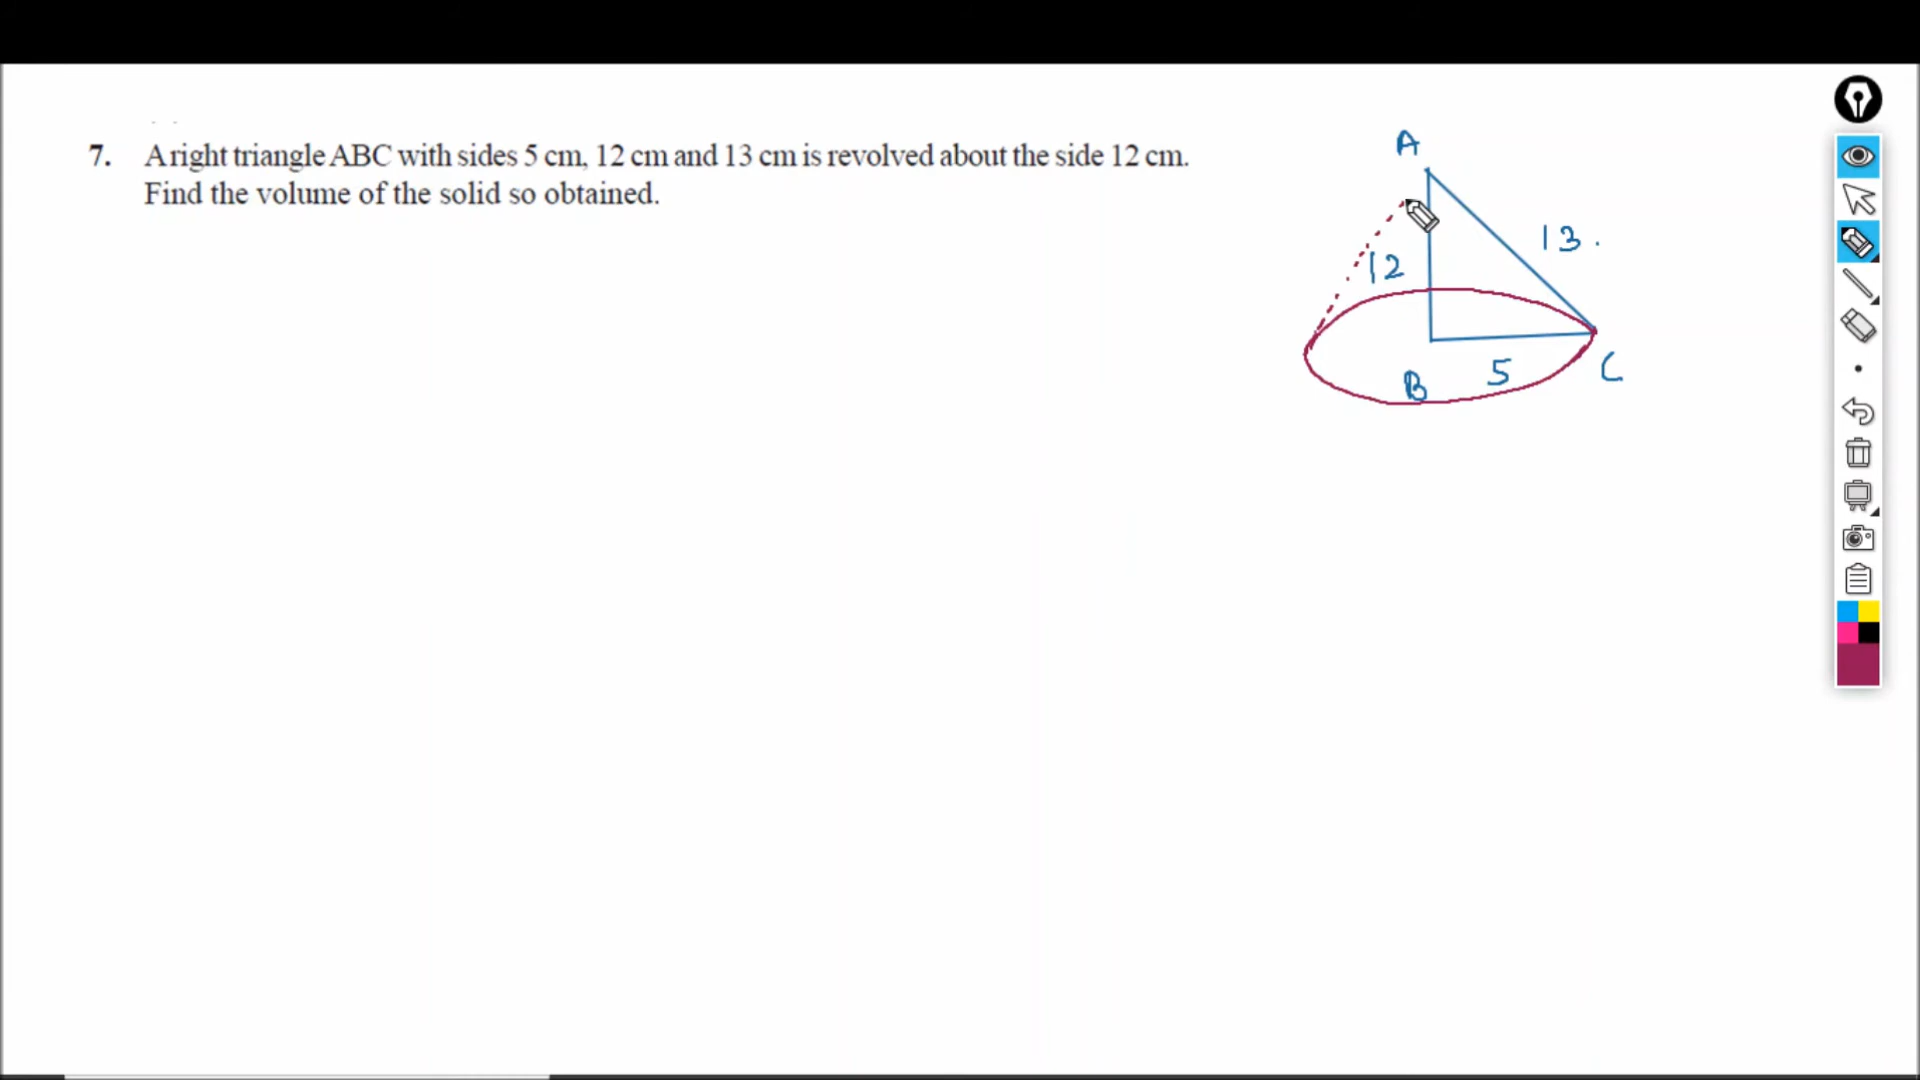 7. A right triangle ABC with sides 5 cm, 12 cm and 13 cm is revolved about the side 12 cm.
Find the volume of the solid so obtained.
A
13.
12
B
5
C